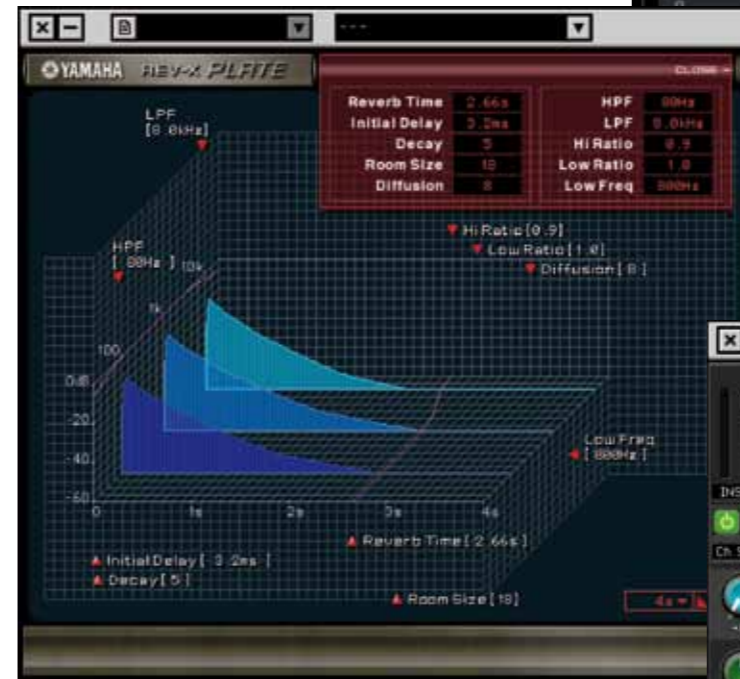 ---
YAMAHA REV-X PLATE
CLOSE -
Reverb Time 2.66s HPF 80Hz
Initial Delay 3.2ms LPF 8.0kHz
Decay 5 Hi Ratio 0.9
Room Size 18 Low Ratio 1.0
Diffusion 8 Low Freq 800Hz
LPF
[8.0kHz]
Hi Ratio [0.9]
Low Ratio [1.0]
Diffusion [8]
HPF
[ 80Hz ]
10k
1k
100
0dB
-20
-40
-60
0 1s 2s 3s 4s
Low Freq
[ 800Hz ]
Reverb Time [ 2.66s]
Initial Delay [ 3.2ms ]
Decay [ 5 ]
Room Size [18]
4s
INS
Ch S